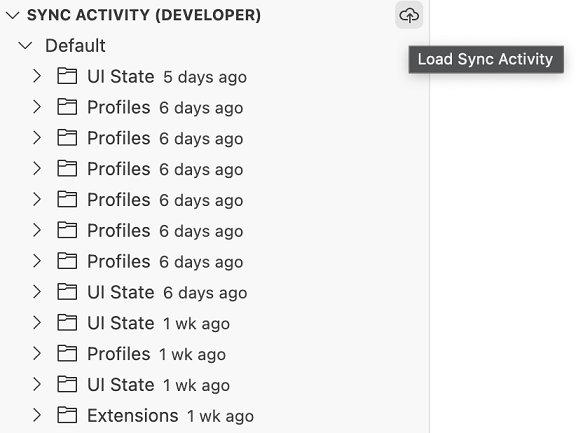 SYNC ACTIVITY (DEVELOPER)
Default
Load Sync Activity
UI State 5 days ago
Profiles 6 days ago
Profiles 6 days ago
Profiles 6 days ago
Profiles 6 days ago
Profiles 6 days ago
Profiles 6 days ago
UI State 6 days ago
UI State 1 wk ago
Profiles 1 wk ago
UI State 1 wk ago
Extensions 1 wk ago